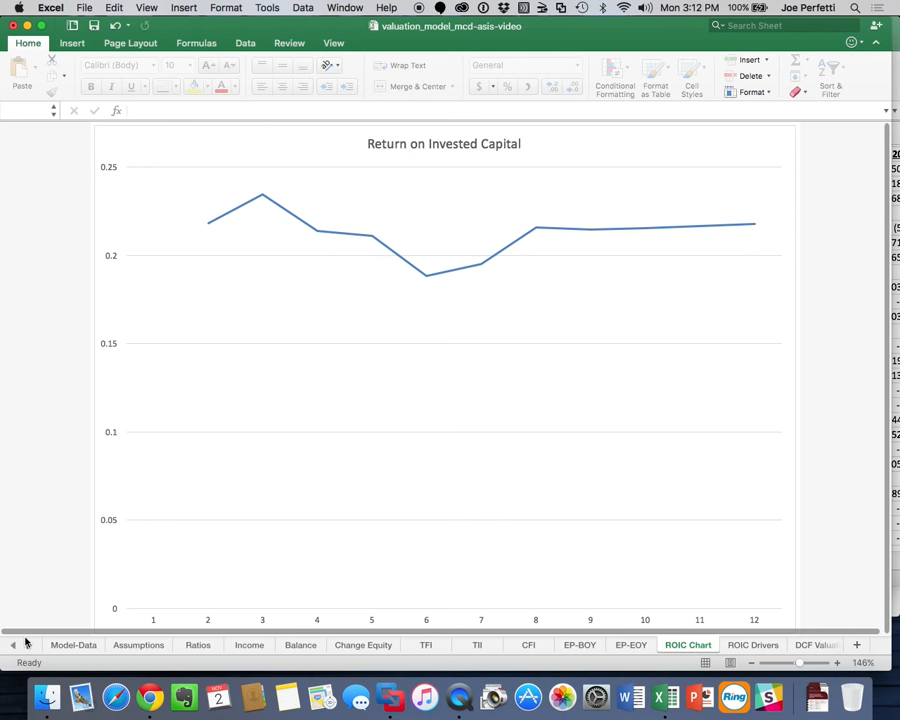 Excel File Edit View Insert Format Tools Data Window Help 100% Mon 3:12 PM Joe Perfetti
valuation_model_mcd-asis-video
Search Sheet
Home Insert Page Layout Formulas Data Review View
Paste
Calibri (Body) 10 A A
B I U A
Wrap Text
Merge & Center
General
$ % )
Conditional Formatting
Format as Table
Cell Styles
Insert
Delete
Format
Sort & Filter
fx
Return on Invested Capital
0.25
0.2
0.15
0.1
0.05
0
1 2 3 4 5 6 7 8 9 10 11 12
Model-Data Assumptions Ratios Income Balance Change Equity TFI TII CFI EP-BOY EP-EOY ROIC Chart ROIC Drivers DCF Valuati
Ready
146%
NOV
2
Ring